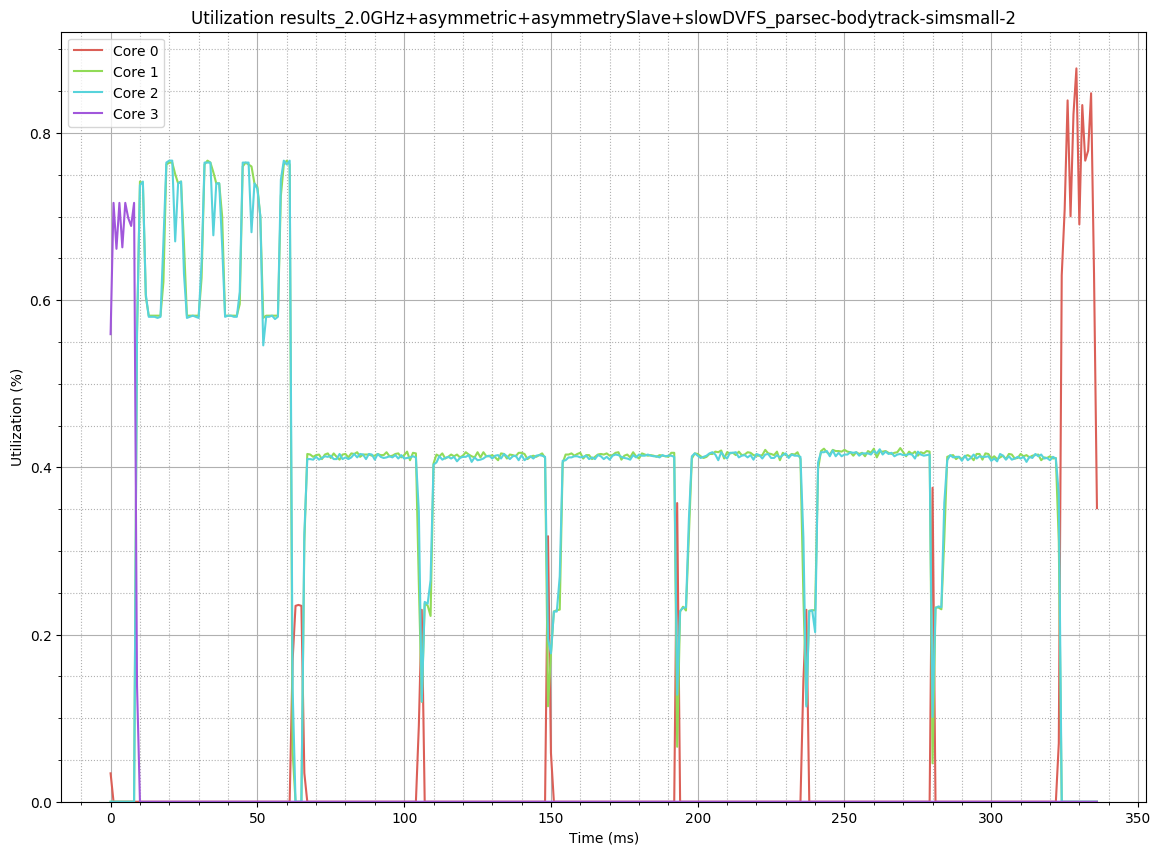 Utilization results_2.0GHz+asymmetric+asymmetrySlave+slowDVFS_parsec-bodytrack-simsmall-2
Core 0
Core 1
Core 2
Core 3
0.8
0.6
0.4
0.2
0.0
Utilization (%)
0 50 100 150 200 250 300 350
Time (ms)